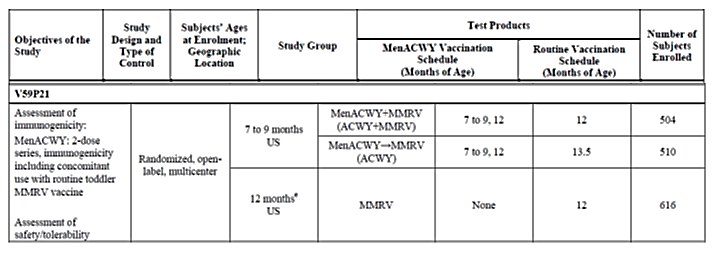 Objectives of the Study
Study Design and Type of Control
Subjects' Ages at Enrolment; Geographic Location
Study Group
Test Products
MenACWY Vaccination Schedule (Months of Age)
Routine Vaccination Schedule (Months of Age)
Number of Subjects Enrolled
V59P21
Assessment of immunogenicity:
MenACWY: 2-dose series, immunogenicity including concomitant use with routine toddler MMRV vaccine
Assessment of safety/tolerability
Randomized, open-label, multicenter
7 to 9 months US
MenACWY+MMRV (ACWY+MMRV)
7 to 9, 12
12
504
MenACWY→MMRV (ACWY)
7 to 9, 12
13.5
510
12 months US
MMRV
None
12
616